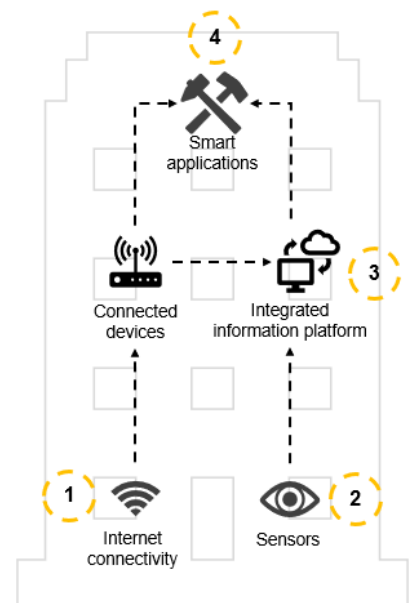 4
Smart
applications
Connected
devices
Integrated
information platform
3
1
Internet
connectivity
Sensors
2